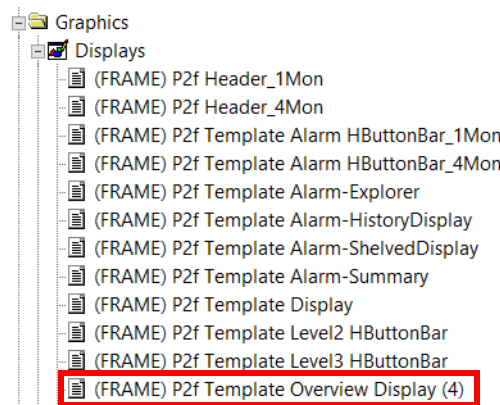 Graphics
Displays
(FRAME) P2f Header_1Mon
(FRAME) P2f Header_4Mon
(FRAME) P2f Template Alarm HButtonBar_1Mon
(FRAME) P2f Template Alarm HButtonBar_4Mon
(FRAME) P2f Template Alarm-Explorer
(FRAME) P2f Template Alarm-HistoryDisplay
(FRAME) P2f Template Alarm-ShelvedDisplay
(FRAME) P2f Template Alarm-Summary
(FRAME) P2f Template Display
(FRAME) P2f Template Level2 HButtonBar
(FRAME) P2f Template Level3 HButtonBar
(FRAME) P2f Template Overview Display (4)